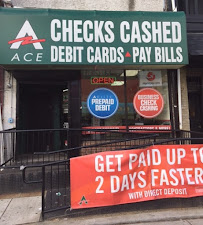 ACE
CHECKS CASHED
DEBIT CARDS PAY BILLS
OPEN
PREPAID
DEBIT
BUSINESS
CHECK
CASHING
GET PAID UP TO
2 DAYS FASTER
WITH DIRECT DEPOSIT